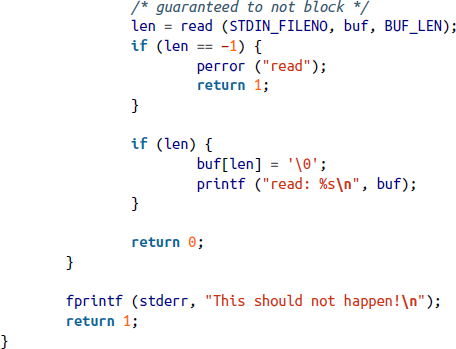 /* guaranteed to not block */
len = read (STDIN_FILENO, buf, BUF_LEN);
if (len == -1) {
perror ("read");
return 1;
}
if (len) {
buf[len] = '\0';
printf ("read: %s\n", buf);
}
return 0;
}
fprintf (stderr, "This should not happen!\n");
return 1;
}